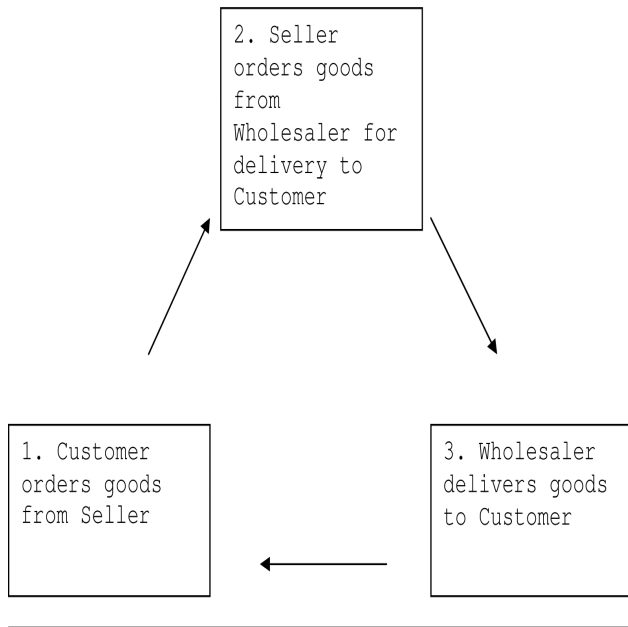 2. Seller
orders goods
from
Wholesaler for
delivery to
Customer
1. Customer
orders goods
from Seller
3. Wholesaler
delivers goods
to Customer